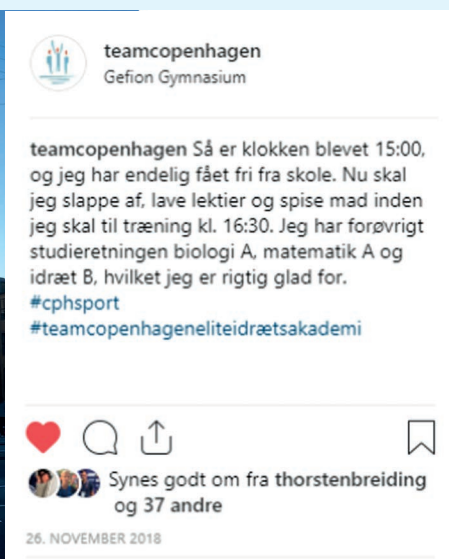 teamcopenhagen
Gefion Gymnasium
teamcopenhagen Så er klokken blevet 15:00,
og jeg har endelig fået fri fra skole. Nu skal
jeg slappe af, lave lektier og spise mad inden
jeg skal til træning kl. 16:30. Jeg har forøvrigt
studieretningen biologi A, matematik A og
idræt B, hvilket jeg er rigtig glad for.
#cphsport
#teamcopenhageneliteidrætsakademi
Synes godt om fra thorstenbreiding
og 37 andre
26. NOVEMBER 2018